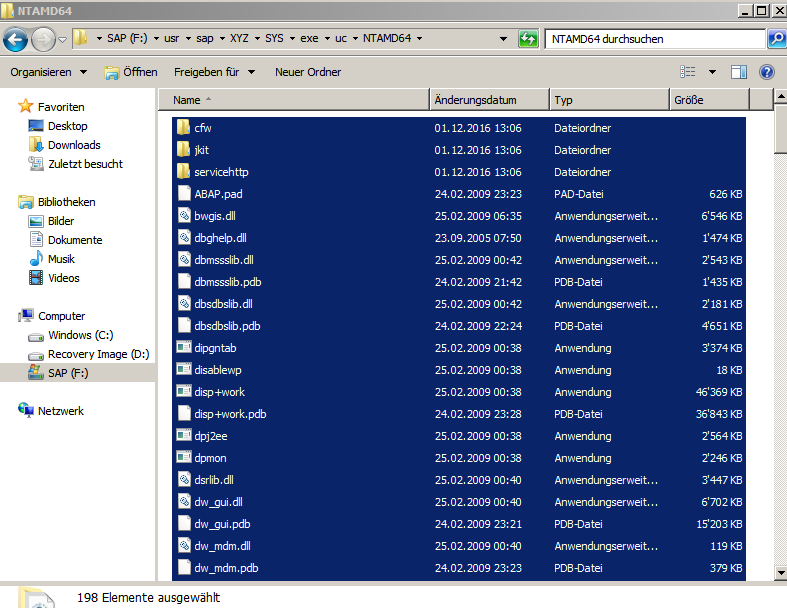 NTAMD64
SAP (F:) usr sap XYZ SYS exe uc NTAMD64
NTAMD64 durchsuchen
Organisieren Öffnen Freigeben für Neuer Ordner
Favoriten
Desktop
Downloads
Zuletzt besucht
Bibliotheken
Bilder
Dokumente
Musik
Videos
Computer
Windows (C:)
Recovery Image (D:)
SAP (F:)
Netzwerk
Name Änderungsdatum Typ Größe
cfw 01.12.2016 13:06 Dateiordner
jkit 01.12.2016 13:06 Dateiordner
servicehttp 01.12.2016 13:06 Dateiordner
ABAP.pad 24.02.2009 23:23 PAD-Datei 626 KB
bwgis.dll 25.02.2009 06:35 Anwendungserweit... 6'546 KB
dbghelp.dll 23.09.2005 07:50 Anwendungserweit... 1'474 KB
dbmssslib.dll 25.02.2009 00:42 Anwendungserweit... 2'543 KB
dbmssslib.pdb 24.02.2009 21:42 PDB-Datei 1'435 KB
dbsdbslib.dll 25.02.2009 00:42 Anwendungserweit... 2'181 KB
dbsdbslib.pdb 24.02.2009 22:24 PDB-Datei 4'651 KB
dipgntab 25.02.2009 00:38 Anwendung 3'374 KB
disablewp 25.02.2009 00:38 Anwendung 18 KB
disp+work 25.02.2009 00:38 Anwendung 46'369 KB
disp+work.pdb 24.02.2009 23:28 PDB-Datei 36'843 KB
dpj2ee 25.02.2009 00:38 Anwendung 2'564 KB
dpmon 25.02.2009 00:38 Anwendung 2'246 KB
dsrlib.dll 25.02.2009 00:40 Anwendungserweit... 3'447 KB
dw_gui.dll 25.02.2009 00:40 Anwendungserweit... 6'702 KB
dw_gui.pdb 24.02.2009 23:21 PDB-Datei 15'203 KB
dw_mdm.dll 25.02.2009 00:40 Anwendungserweit... 119 KB
dw_mdm.pdb 24.02.2009 23:23 PDB-Datei 379 KB
198 Elemente ausgewählt